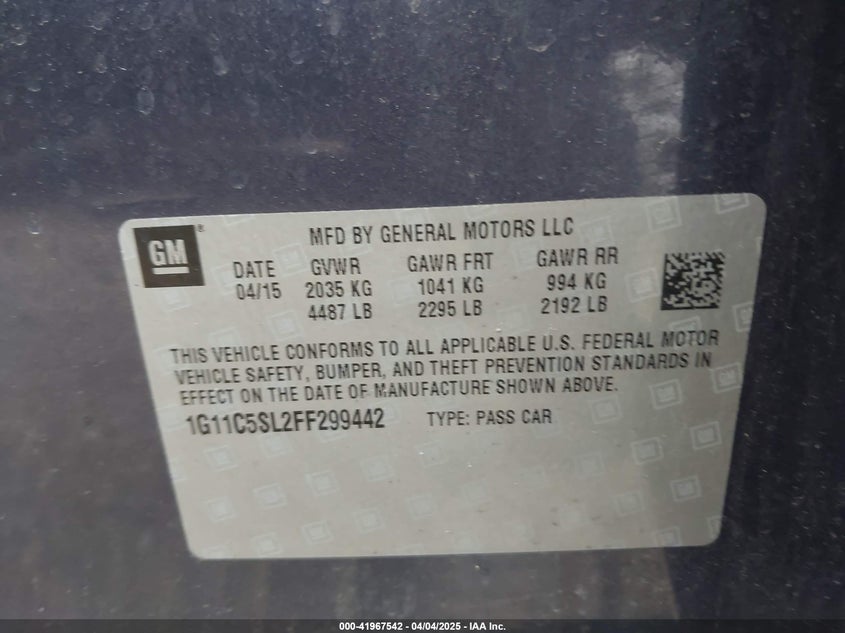 GM ®
MFD BY GENERAL MOTORS LLC
DATE GVWR GAWR FRT GAWR RR
04/15 2035 KG 1041 KG 994 KG
4487 LB 2295 LB 2192 LB
THIS VEHICLE CONFORMS TO ALL APPLICABLE U.S. FEDERAL MOTOR
VEHICLE SAFETY, BUMPER, AND THEFT PREVENTION STANDARDS IN
EFFECT ON THE DATE OF MANUFACTURE SHOWN ABOVE.
1G11C5SL2FF299442 TYPE: PASS CAR
000-41967542 - 04/04/2025 - IAA Inc.